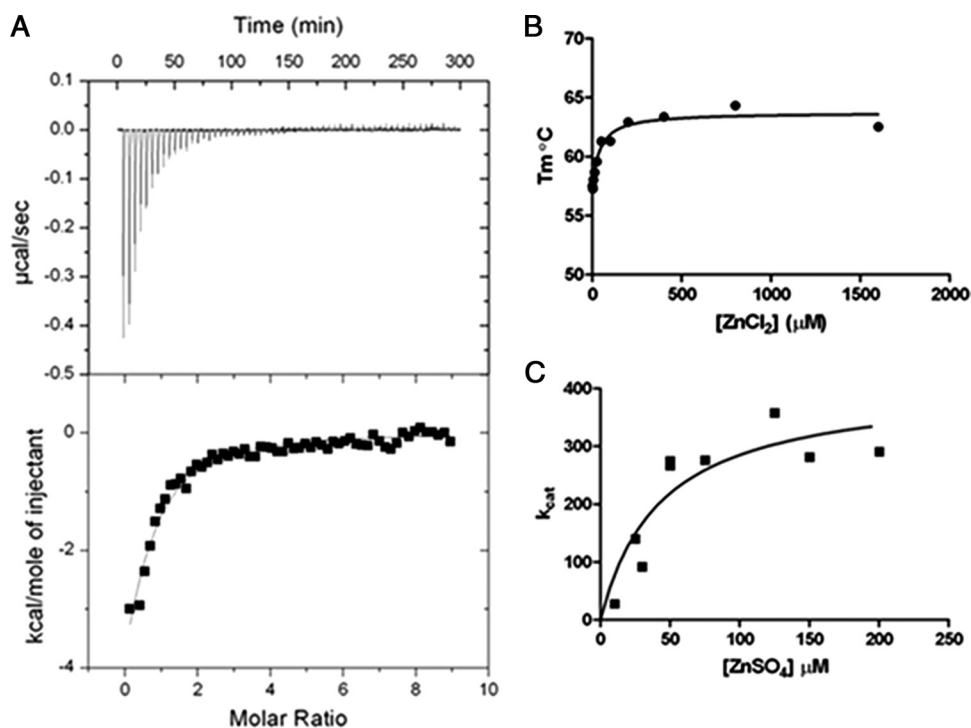 A
Time (min)
0 50 100 150 200 250 300
0.1
0.0
-0.1
-0.2
-0.3
-0.4
-0.5
µcal/sec
0
-2
-4
kcal/mole of injectant
0 2 4 6 8 10
Molar Ratio
B
70
65
60
55
50
Tm °C
0 500 1000 1500 2000
[ZnCl2] (µM)
C
400
300
200
100
0
kcat
0 50 100 150 200 250
[ZnSO4] µM